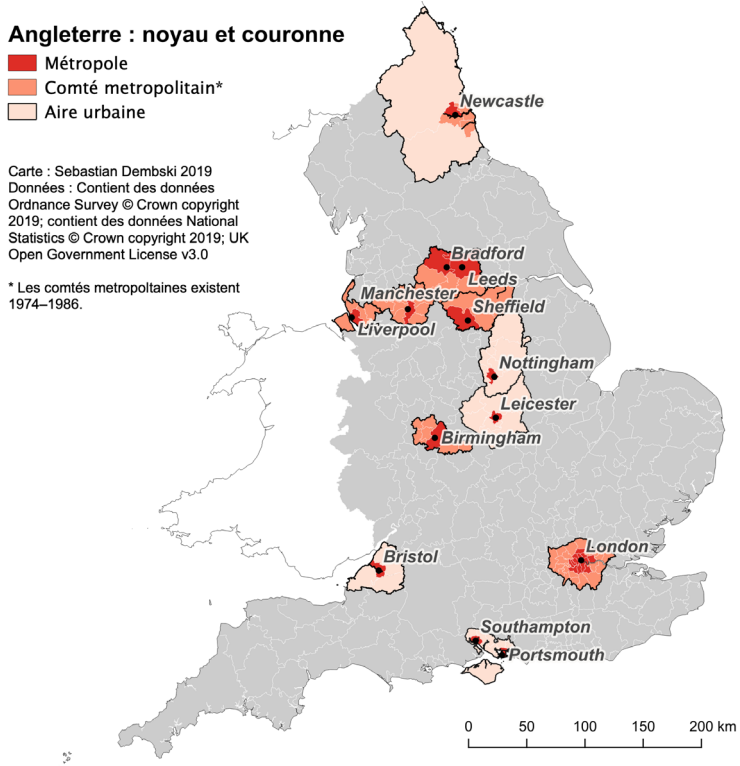 Angleterre : noyau et couronne
Métropole
Comté metropolitain*
Aire urbaine
Carte : Sebastian Dembski 2019
Données : Contient des données
Ordnance Survey © Crown copyright
2019; contient des données National
Statistics © Crown copyright 2019; UK
Open Government License v3.0
* Les comtés metropoltaines existent
1974–1986.
Newcastle
Bradford
Leeds
Manchester
Sheffield
Liverpool
Nottingham
Leicester
Birmingham
Bristol
London
Southampton
Portsmouth
0 50 100 150 200 km